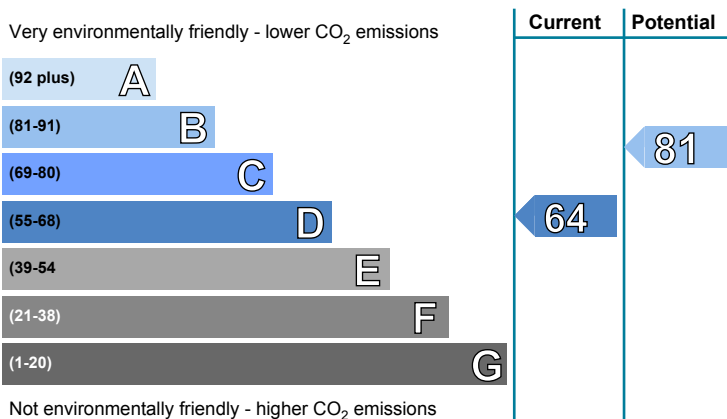 Current Potential
Very environmentally friendly - lower CO2 emissions
(92 plus) A
(81-91) B
81
(69-80) C
(55-68) D 64
(39-54 E
(21-38) F
(1-20) G
Not environmentally friendly - higher CO2 emissions